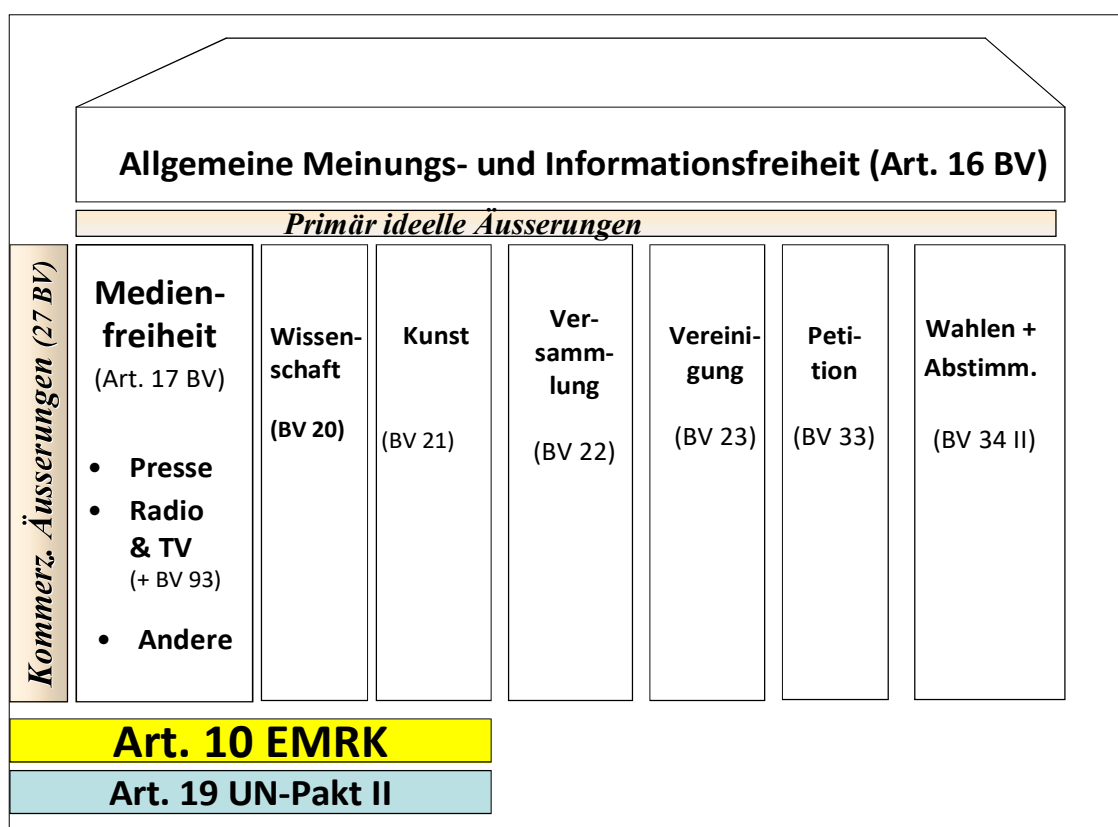 Allgemeine Meinungs- und Informationsfreiheit (Art. 16 BV)
Primär ideelle Äusserungen
Kommerz. Äusserungen (27 BV)
Medien-
freiheit
(Art. 17 BV)
• Presse
• Radio
& TV
(+ BV 93)
• Andere
Wissen-
schaft
(BV 20)
Kunst
(BV 21)
Ver-
samm-
lung
(BV 22)
Vereini-
gung
(BV 23)
Peti-
tion
(BV 33)
Wahlen +
Abstimm.
(BV 34 II)
Art. 10 EMRK
Art. 19 UN-Pakt II